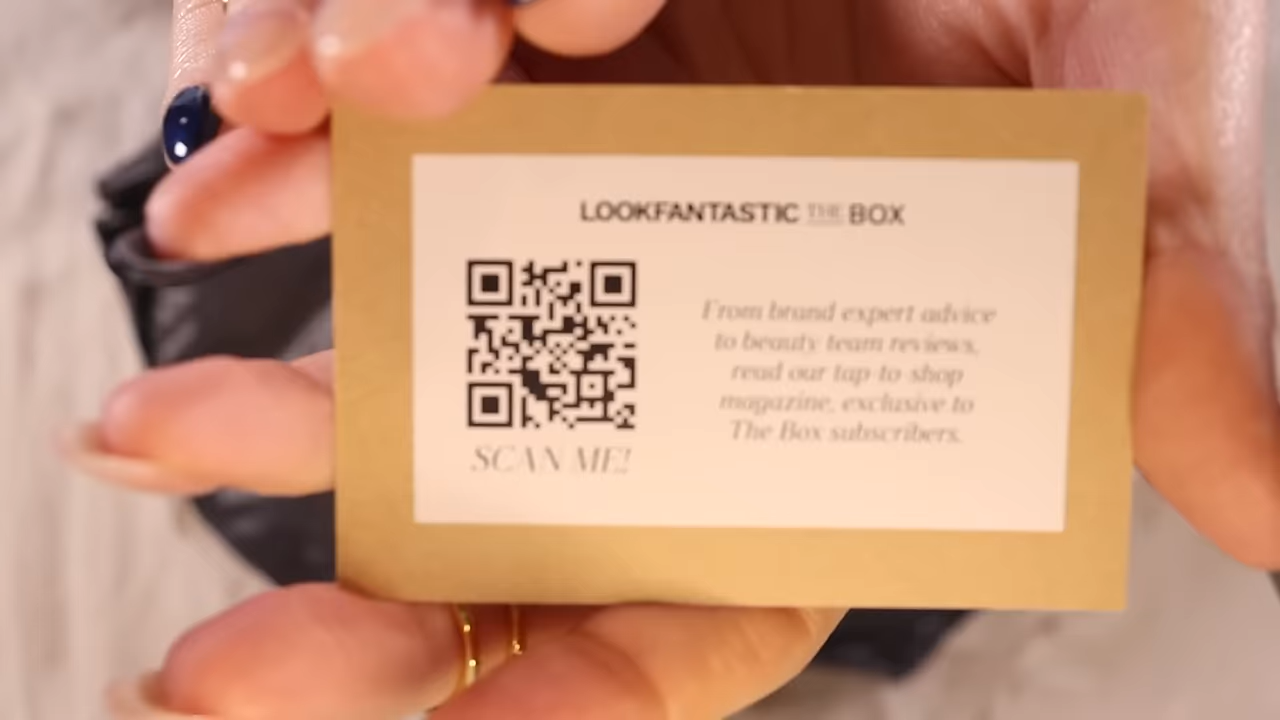 LOOKFANTASTIC THE BOX
From brand expert advice
to beauty team reviews,
read our tap-to-shop
magazine, exclusive to
The Box subscribers.
SCAN ME!